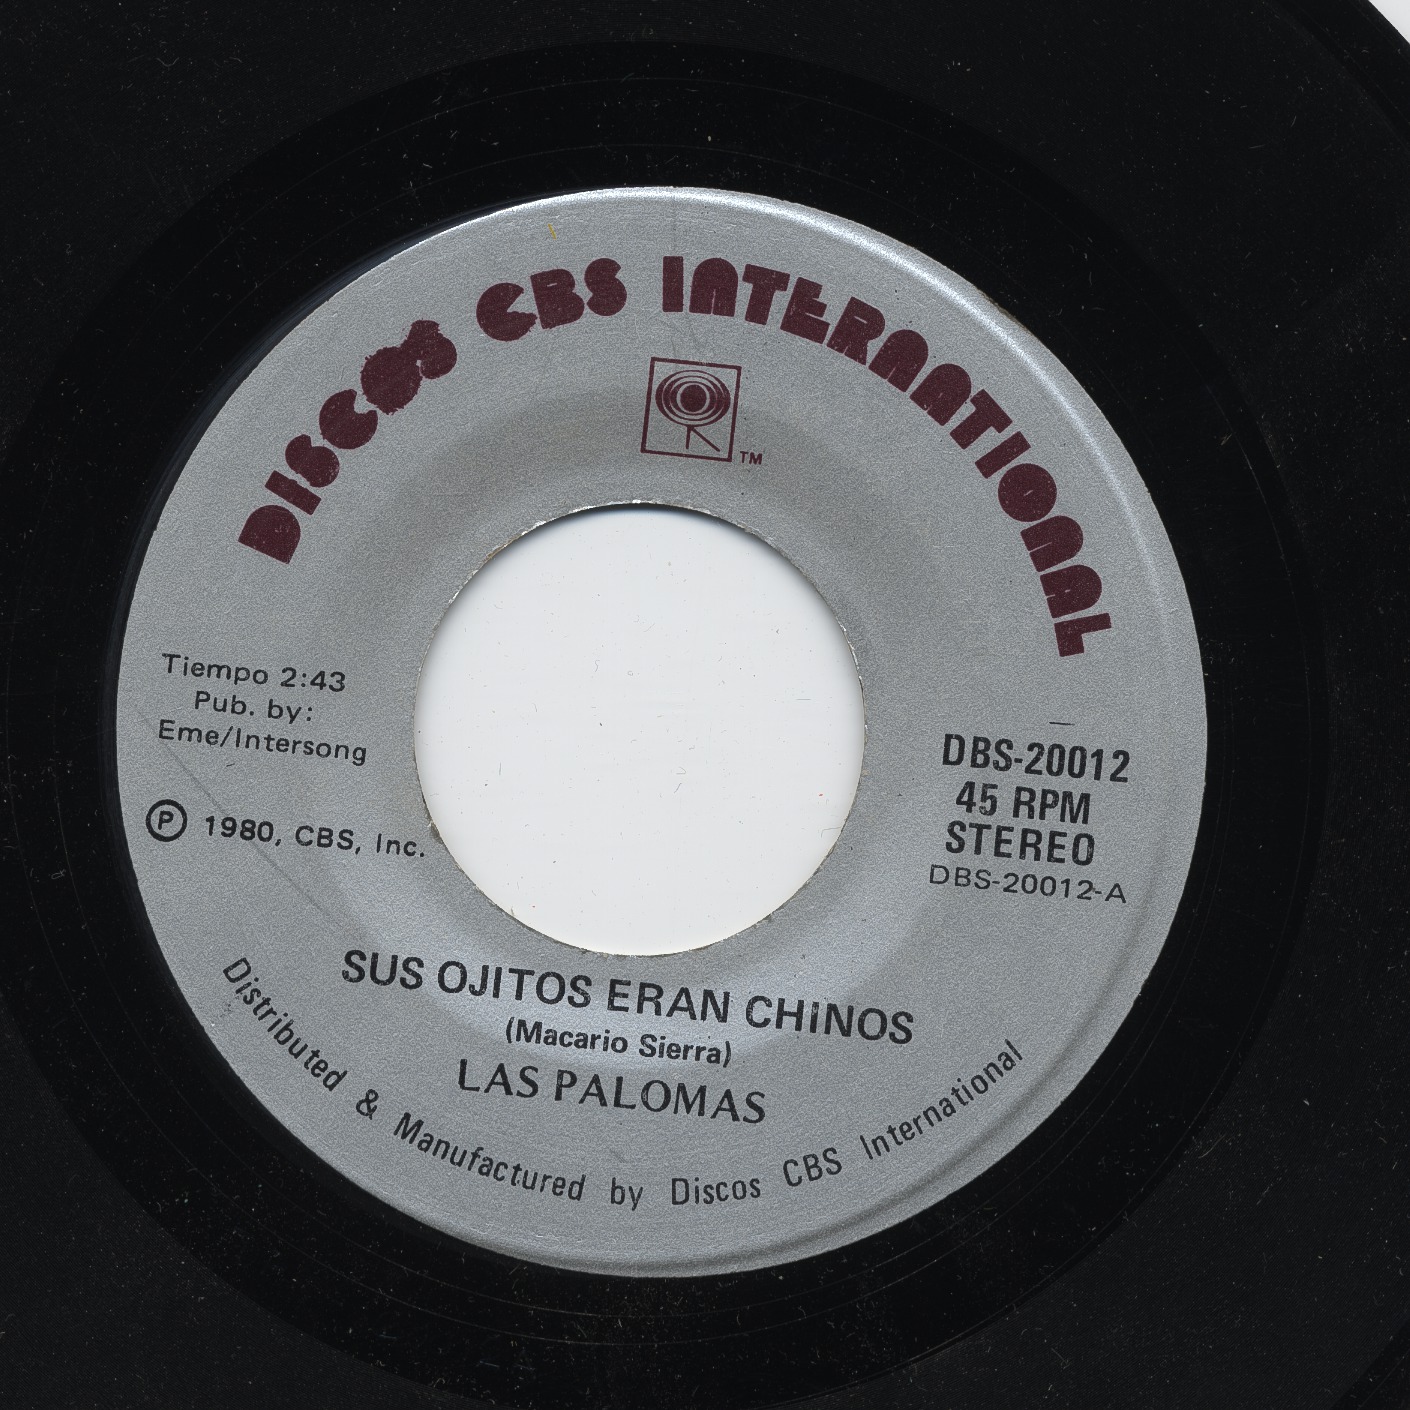 DISCOS CBS INTERNATIONAL
TM
Tiempo 2:43
Pub. by:
Eme/Intersong
Ⓟ 1980, CBS, Inc.
DBS-20012
45 RPM
STEREO
DBS-20012-A
SUS OJITOS ERAN CHINOS
(Macario Sierra)
LAS PALOMAS
Distributed & Manufactured by Discos CBS International